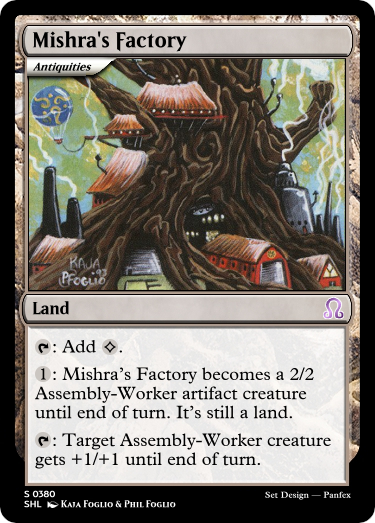 Mishra's Factory
Antiquities
KAJA '93
PFOGLIO
Land
: Add .
1: Mishra's Factory becomes a 2/2
Assembly-Worker artifact creature
until end of turn. It's still a land.
: Target Assembly-Worker creature
gets +1/+1 until end of turn.
S 0380
SHL Kaja Foglio & Phil Foglio
Set Design — Panfex